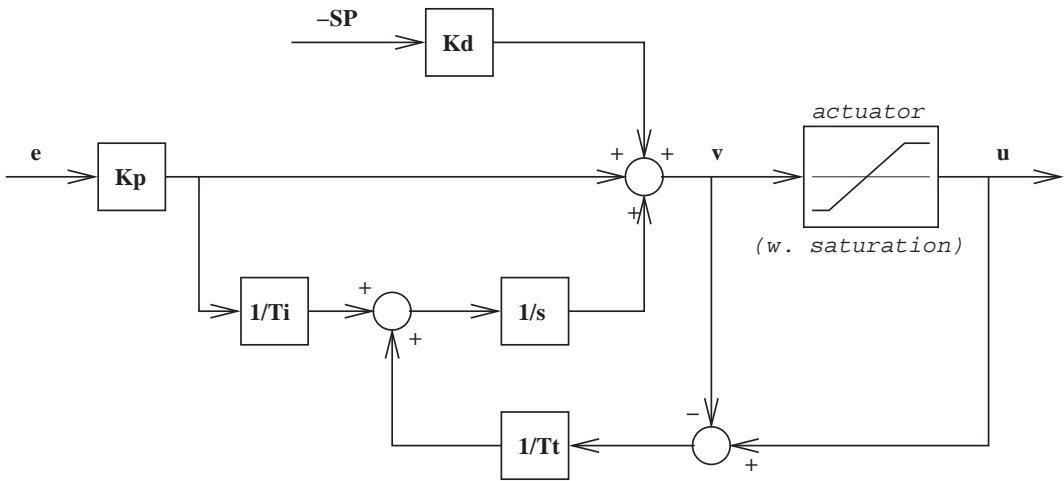 −SP
Kd
actuator
e
Kp
+
+
+
v
u
(w. saturation)
1/Ti
+
+
1/s
−
+
1/Tt